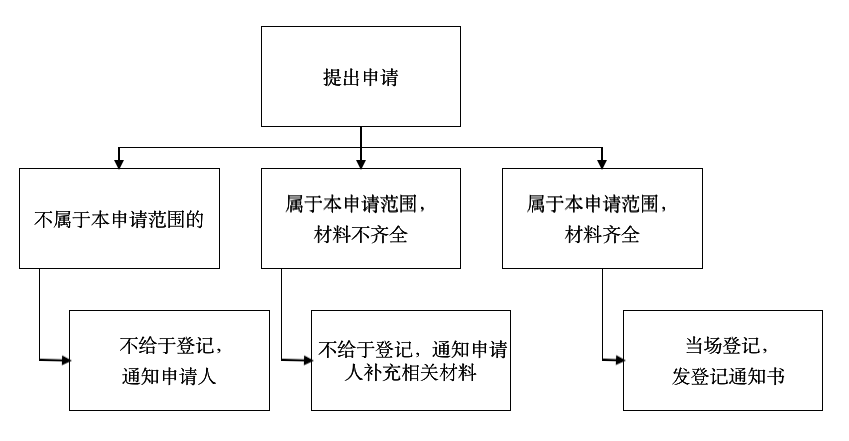 提出申请
不属于本申请范围的
属于本申请范围，
材料不齐全
属于本申请范围，
材料齐全
不给于登记，
通知申请人
不给于登记，通知申请
人补充相关材料
当场登记，
发登记通知书